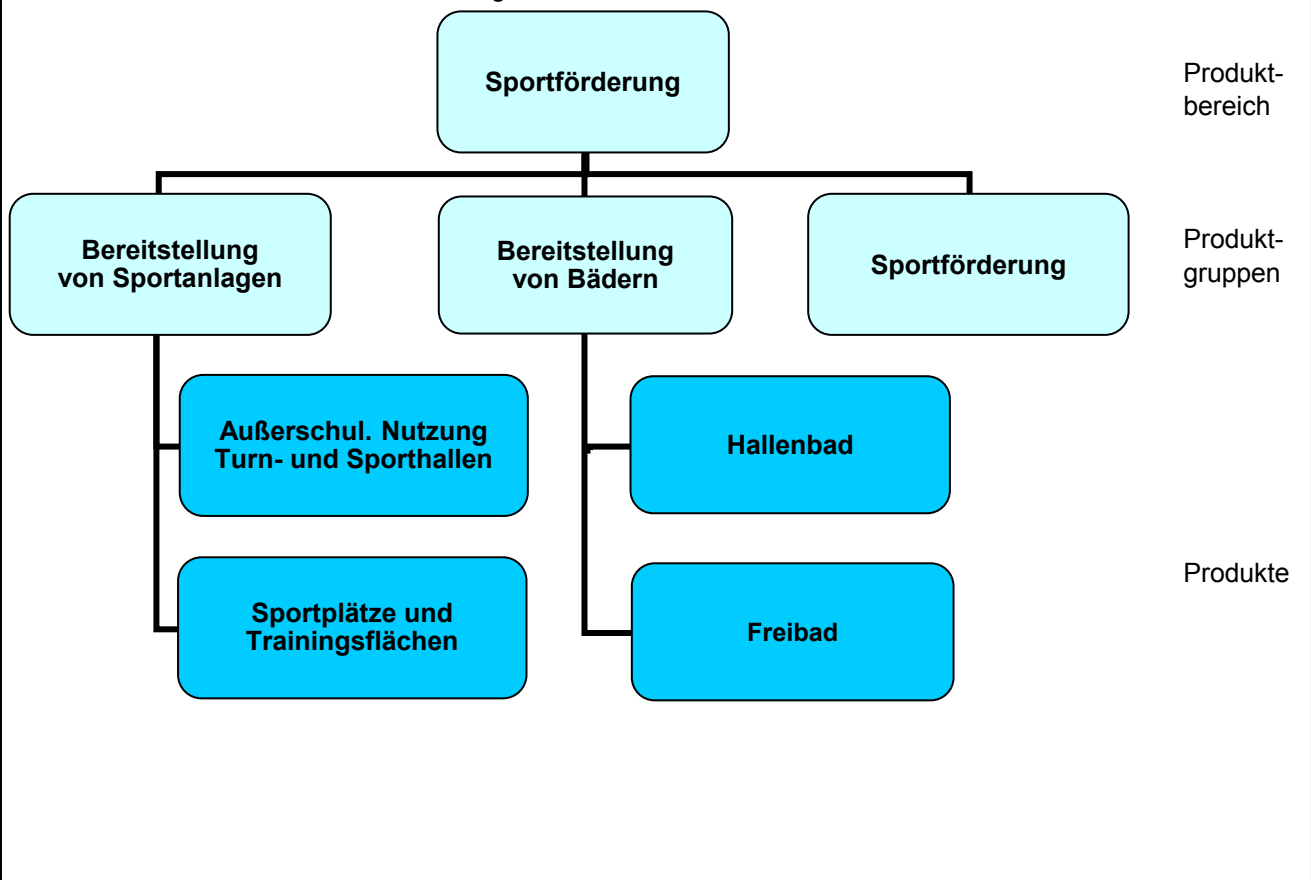 Sportförderung
Produkt-
bereich
Bereitstellung
von Sportanlagen
Bereitstellung
von Bädern
Sportförderung
Produkt-
gruppen
Außerschul. Nutzung
Turn- und Sporthallen
Hallenbad
Sportplätze und
Trainingsflächen
Freibad
Produkte